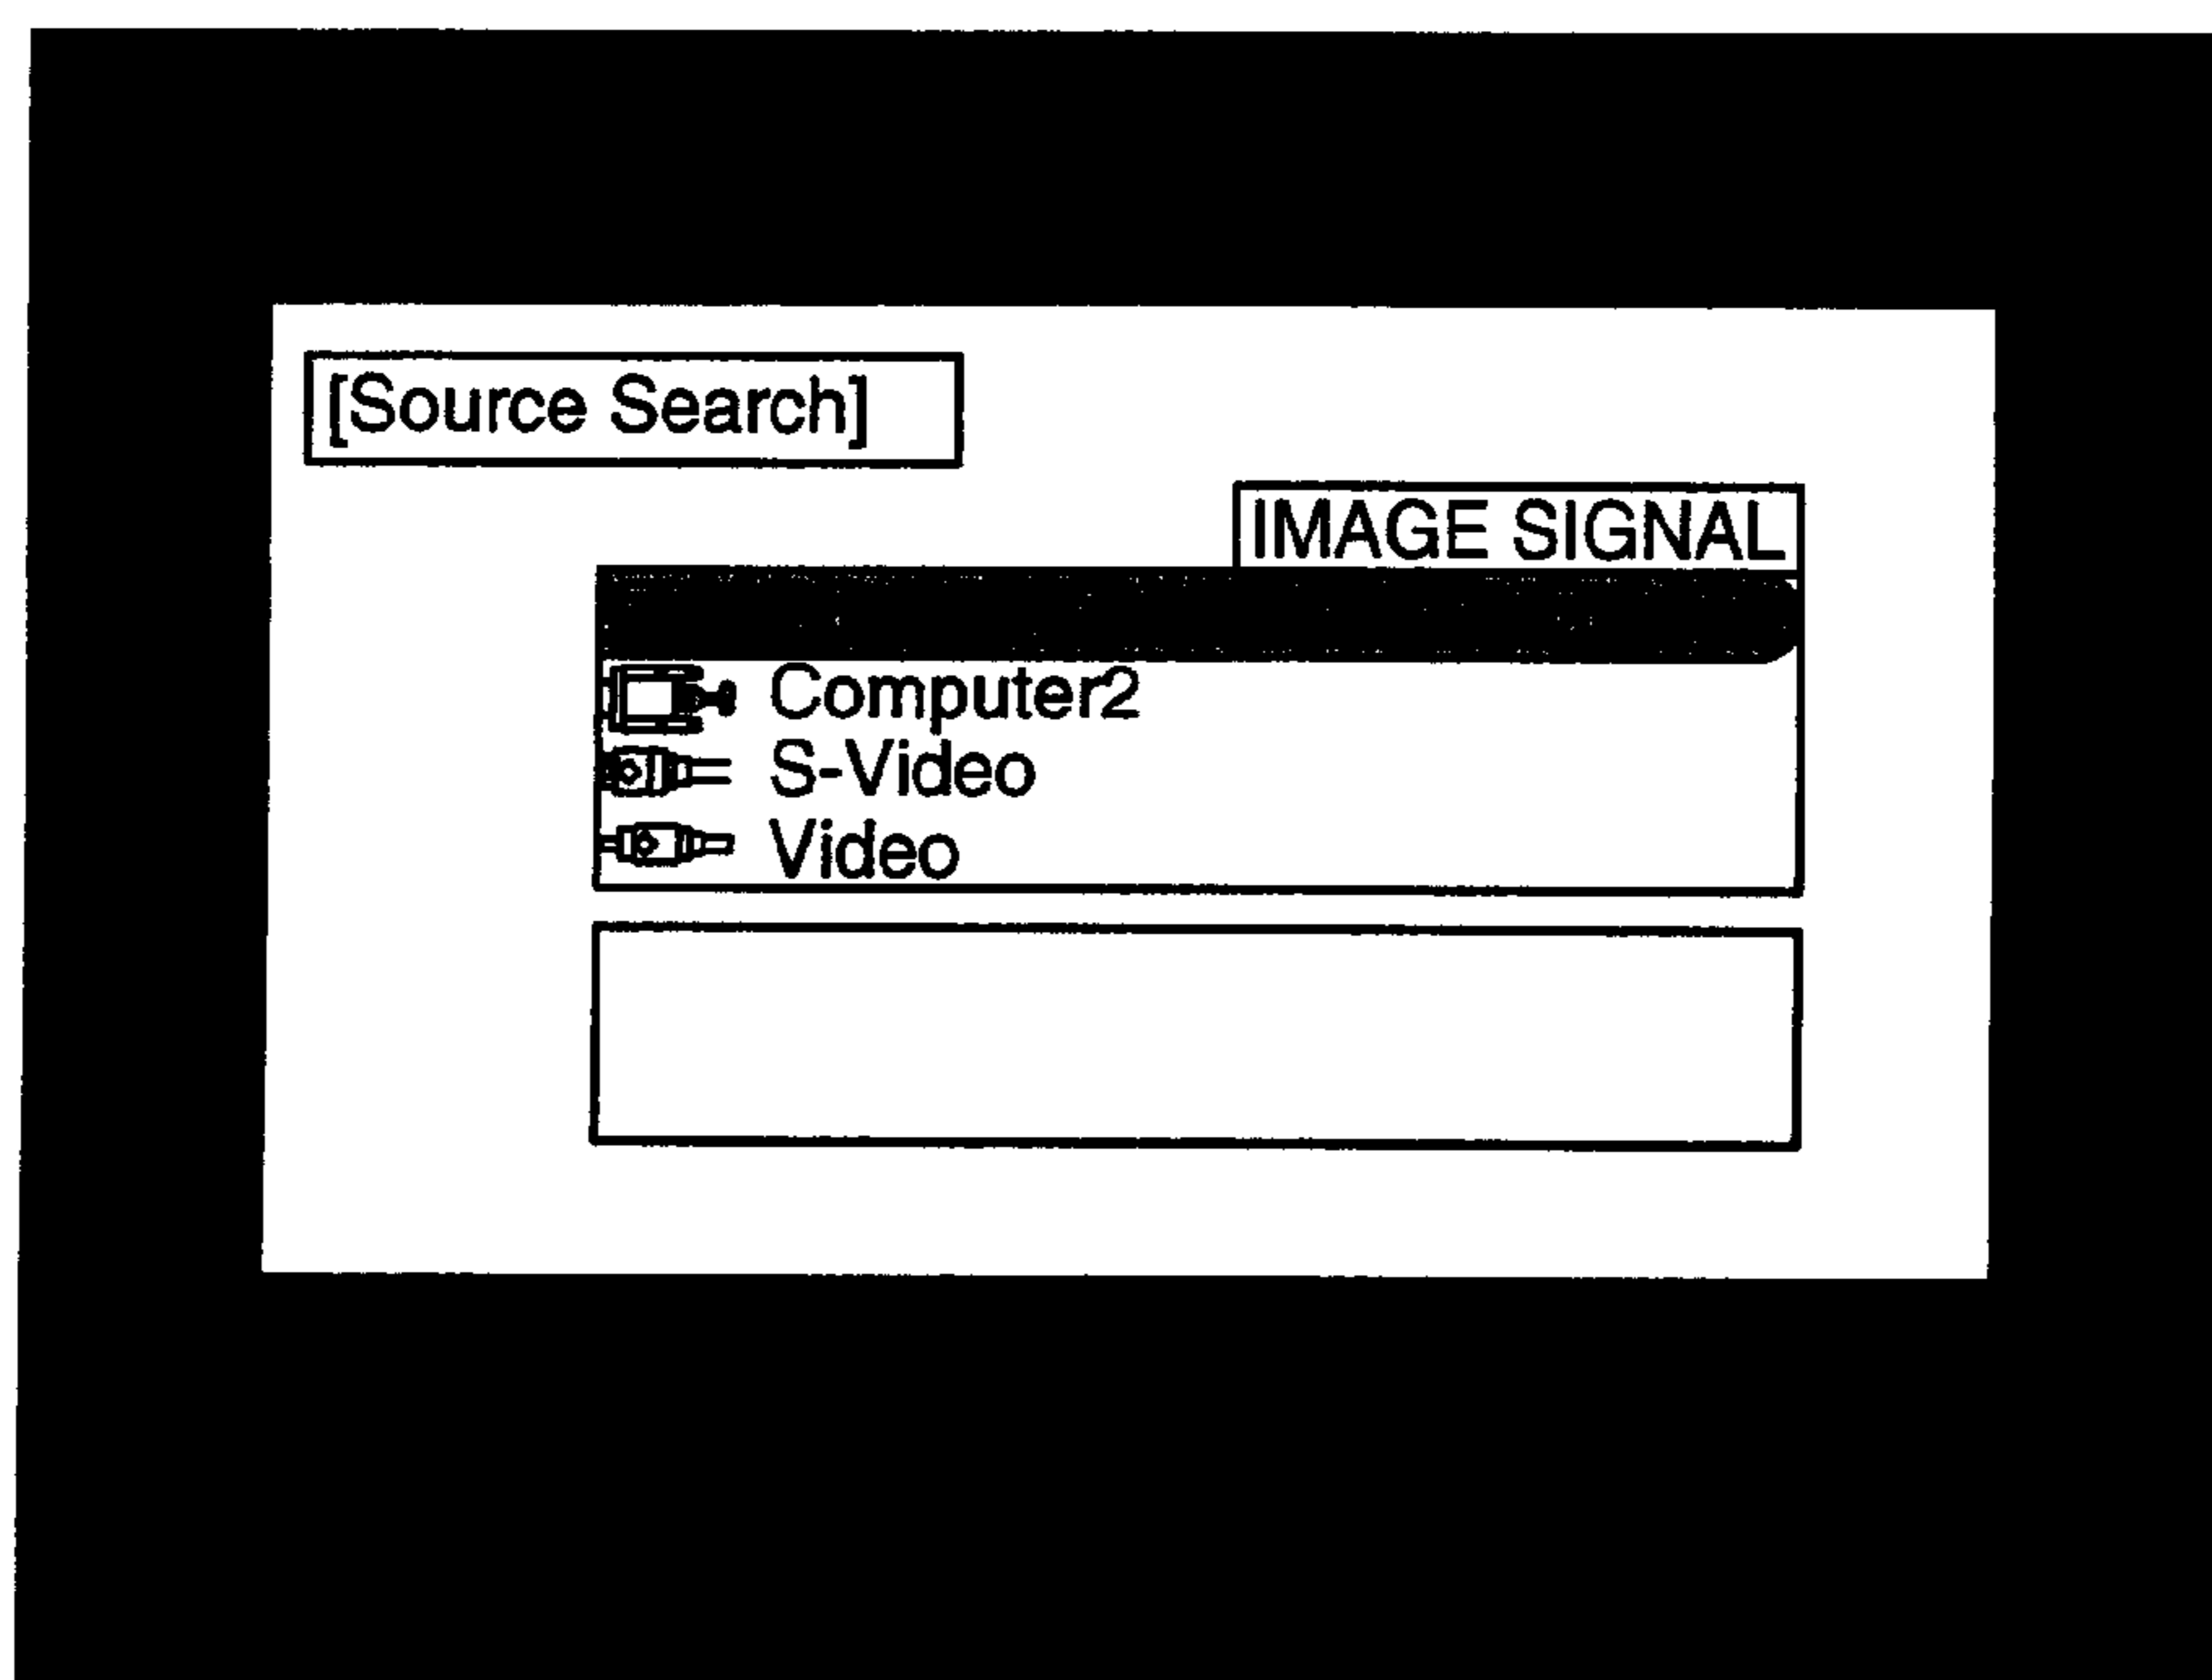 [Source Search]
IMAGE SIGNAL
Computer2
S-Video
Video